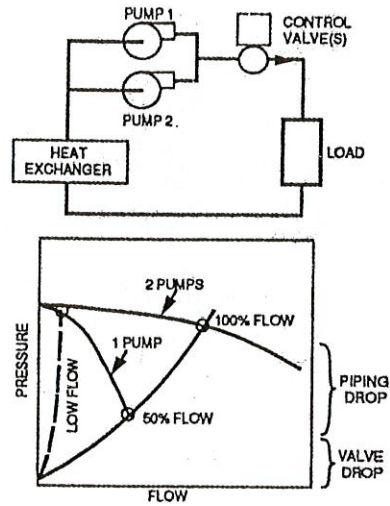 PUMP 1
CONTROL
VALVE(S)
PUMP 2.
HEAT
EXCHANGER
LOAD
2 PUMPS
100% FLOW
1 PUMP
PRESSURE
LOW FLOW
50% FLOW
PIPING
DROP
VALVE
DROP
FLOW